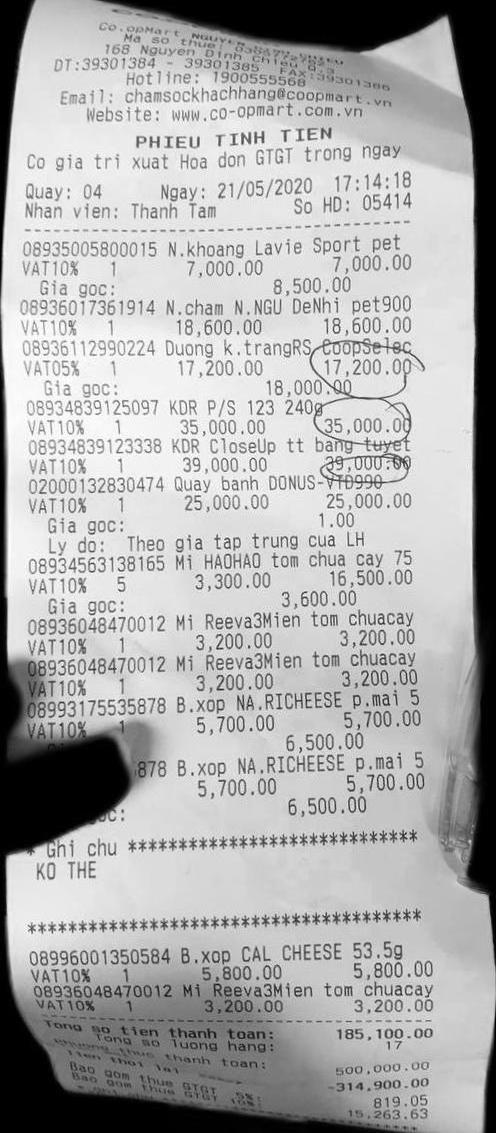 Co.opMart NGUYEN
Ma so thue:
168 Nguyen Dinh Chieu Q.3
DT:39301384 - 39301385 FAX:39301386
Hotline: 1900555568
Email: chamsockhachhang@coopmart.vn
Website: www.co-opmart.com.vn
PHIEU TINH TIEN
Co gia tri xuat Hoa don GTGT trong ngay
Quay: 04 Ngay: 21/05/2020 17:14:18
Nhan vien: Thanh Tam So HD: 05414
08935005800015 N.khoang Lavie Sport pet
VAT10% 1 7,000.00 7,000.00
Gia goc: 8,500.00
08936017361914 N.cham N.NGU DeNhi pet900
VAT10% 1 18,600.00 18,600.00
08936112990224 Duong k.trangRS CoopSelec
VAT05% 1 17,200.00 17,200.00
Gia goc: 18,000.00
08934839125097 KDR P/S 123 240g
VAT10% 1 35,000.00 35,000.00
08934839123338 KDR CloseUp tt bang tuyet
VAT10% 1 39,000.00 39,000.00
02000132830474 Quay banh DONUS-VTD990
VAT10% 1 25,000.00 25,000.00
Gia goc: 1.00
Ly do: Theo gia tap trung cua LH
08934563138165 Mi HAOHAO tom chua cay 75
VAT10% 5 3,300.00 16,500.00
Gia goc: 3,600.00
08936048470012 Mi Reeva3Mien tom chuacay
VAT10% 1 3,200.00 3,200.00
08936048470012 Mi Reeva3Mien tom chuacay
VAT10% 1 3,200.00 3,200.00
08993175535878 B.xop NA.RICHEESE p.mai 5
VAT10% 1 5,700.00 5,700.00
6,500.00
878 B.xop NA.RICHEESE p.mai 5
5,700.00 5,700.00
oc: 6,500.00
* Ghi chu *****************************
KO THE
***************************************
08996001350584 B.xop CAL CHEESE 53.5g
VAT10% 1 5,800.00 5,800.00
08936048470012 Mi Reeva3Mien tom chuacay
VAT10% 1 3,200.00 3,200.00
Tong so tien thanh toan: 185,100.00
Tong so luong hang: 17
Phuong thuc thanh toan:
Tien thoi lai 500,000.00
-314,900.00
Bao gom thue GTGT 5%: 819.05
Bao gom thue GTGT 10%: 15,263.63